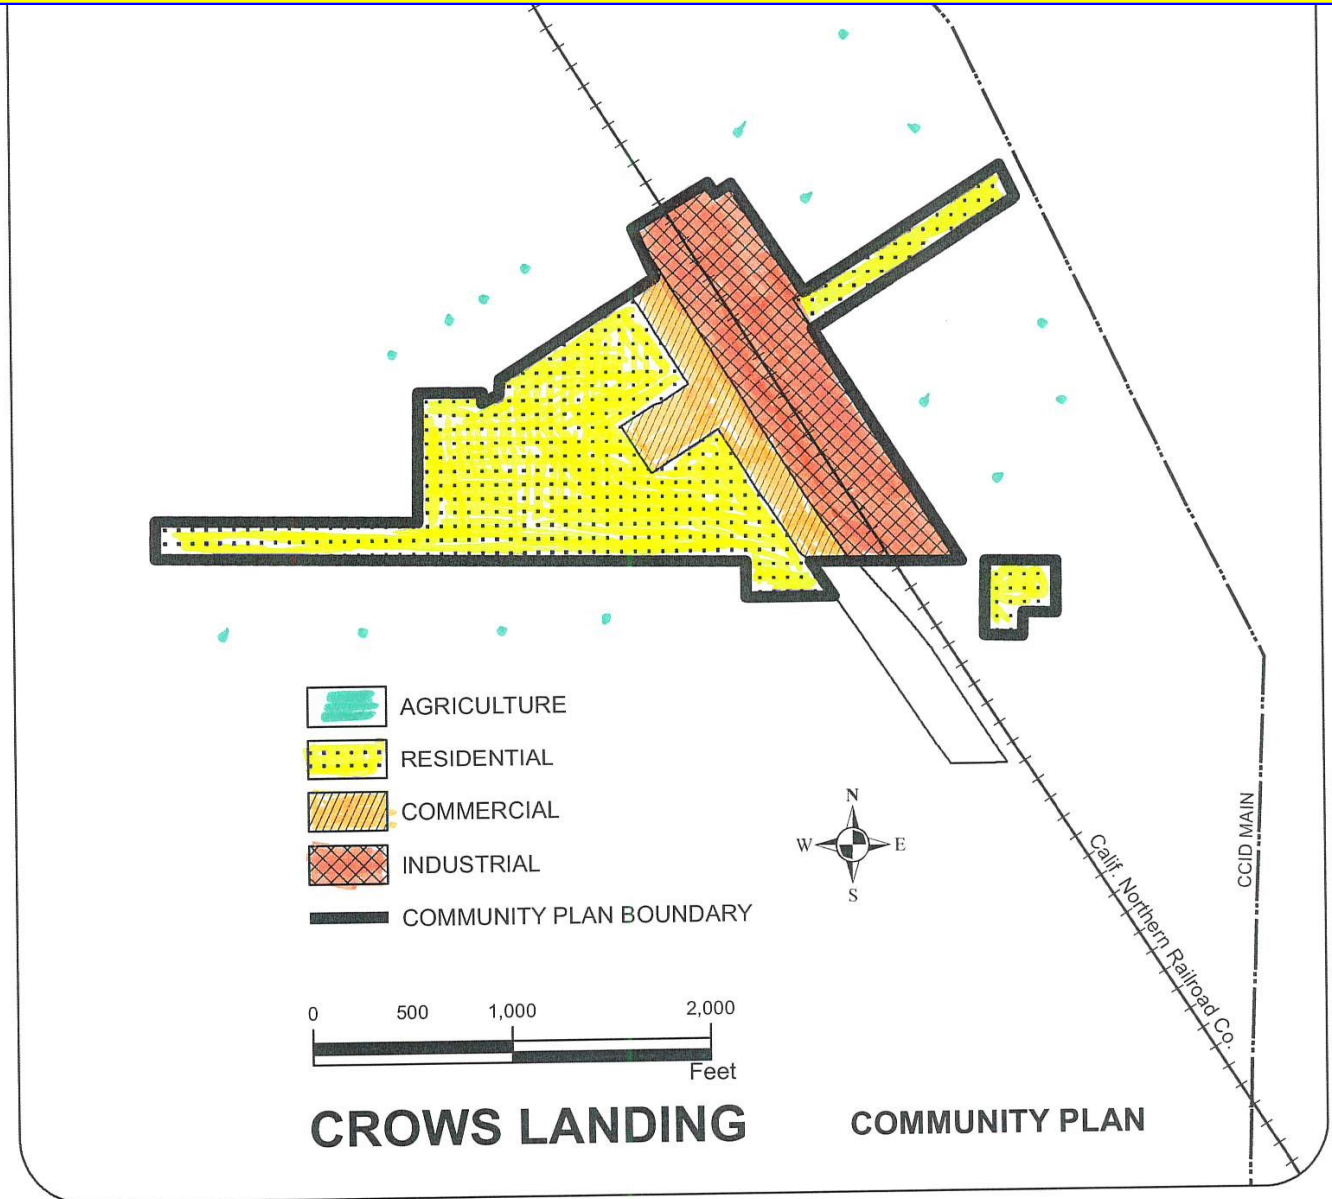 AGRICULTURE
RESIDENTIAL
COMMERCIAL
INDUSTRIAL
COMMUNITY PLAN BOUNDARY
N
W E
S
CCID MAIN
Calif. Northern Railroad Co.
0 500 1,000 2,000
Feet
CROWS LANDING COMMUNITY PLAN